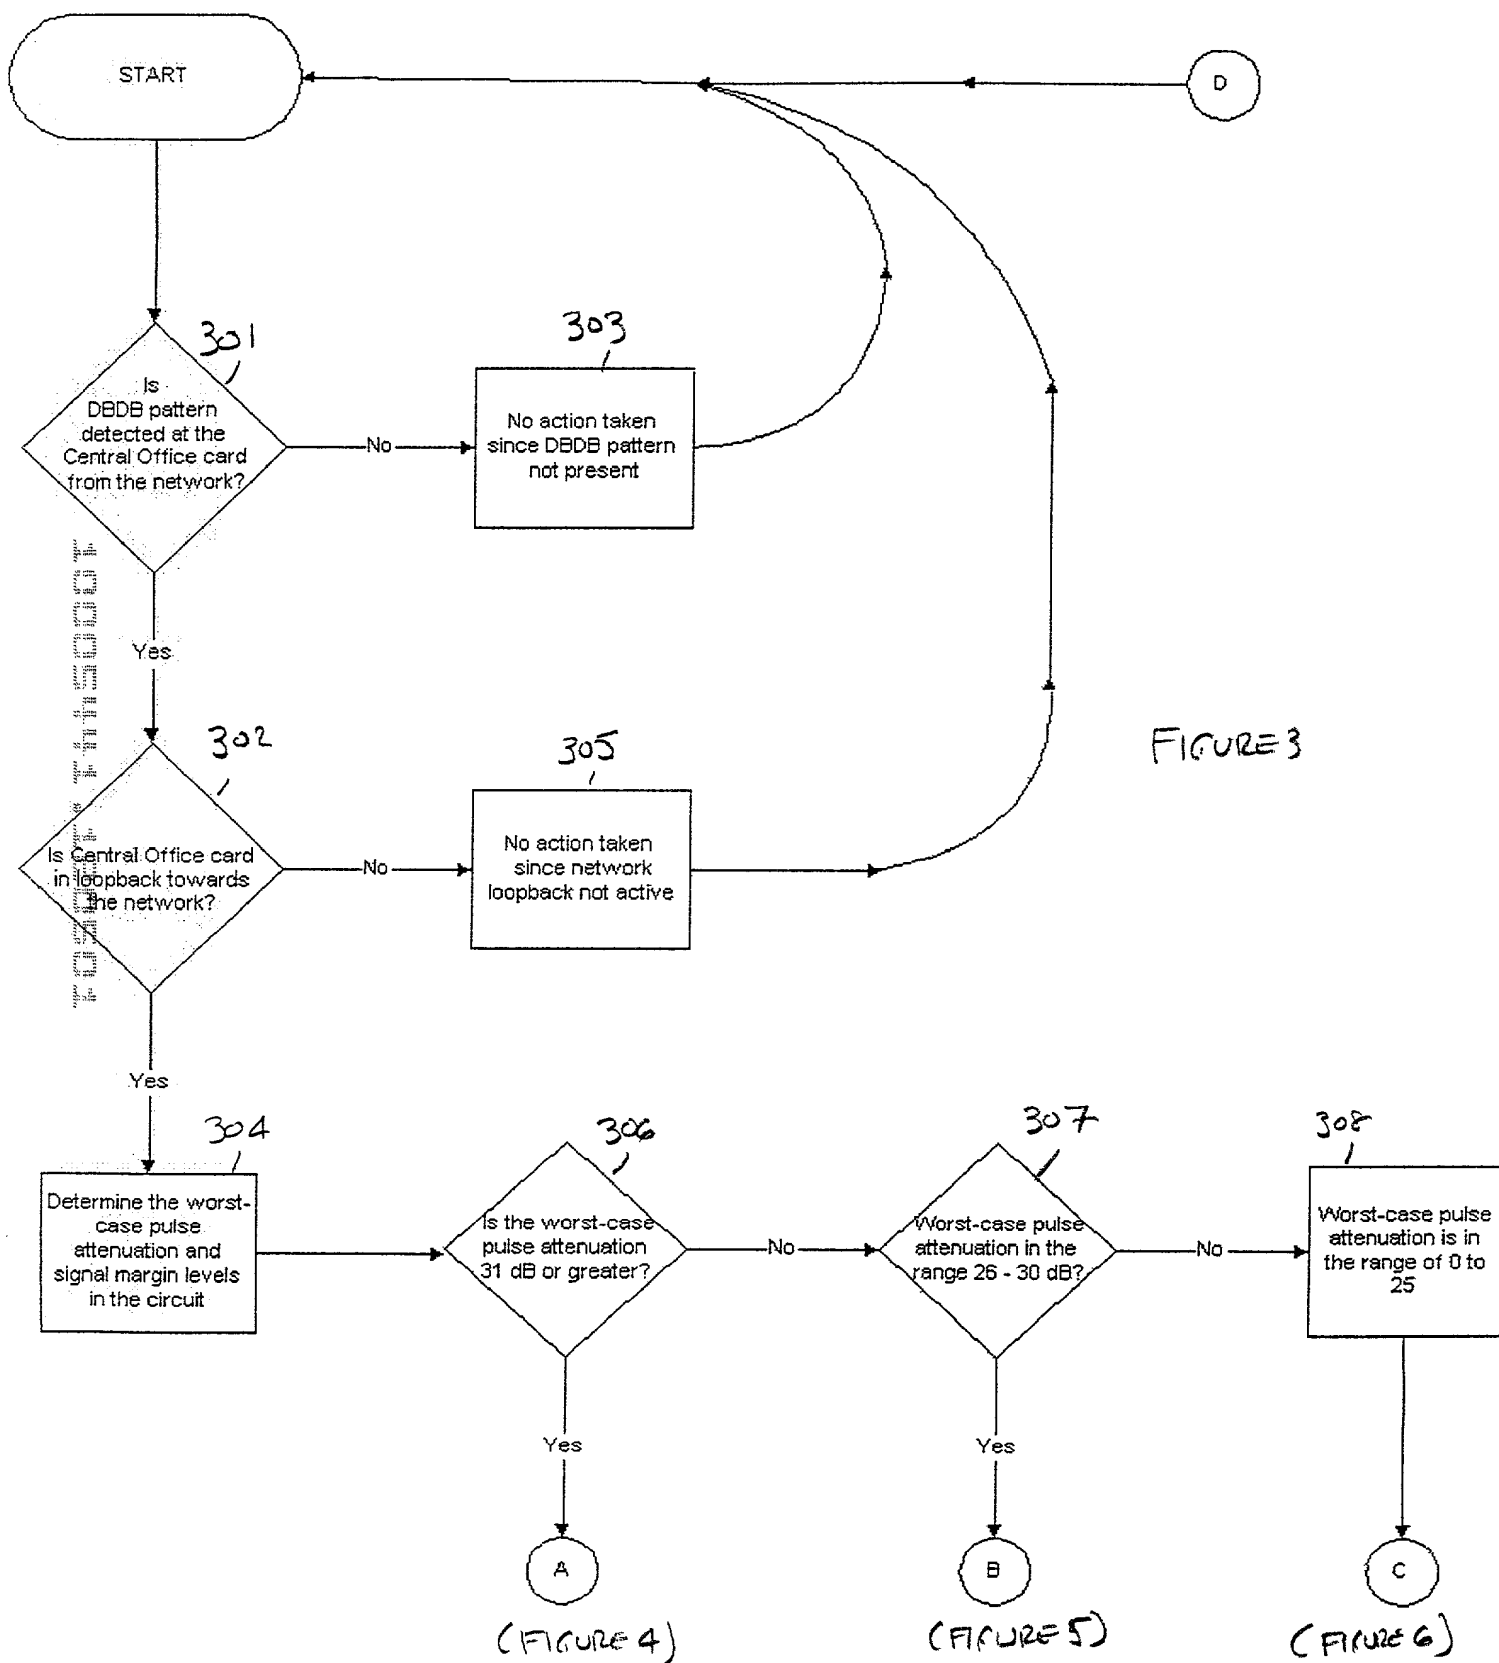 START
D
301
Is
DBDB pattern
detected at the
Central Office card
from the network?
No
303
No action taken
since DBDB pattern
not present
Yes
302
Is Central Office card
in loopback towards
the network?
No
305
No action taken
since network
loopback not active
FIGURE 3
Yes
304
Determine the worst-
case pulse
attenuation and
signal margin levels
in the circuit
306
Is the worst-case
pulse attenuation
31 dB or greater?
No
307
Worst-case pulse
attenuation in the
range 26 - 30 dB?
No
308
Worst-case pulse
attenuation is in
the range of 0 to
25
Yes
Yes
A
B
C
(FIGURE 4)
(FIGURE 5)
(FIGURE 6)